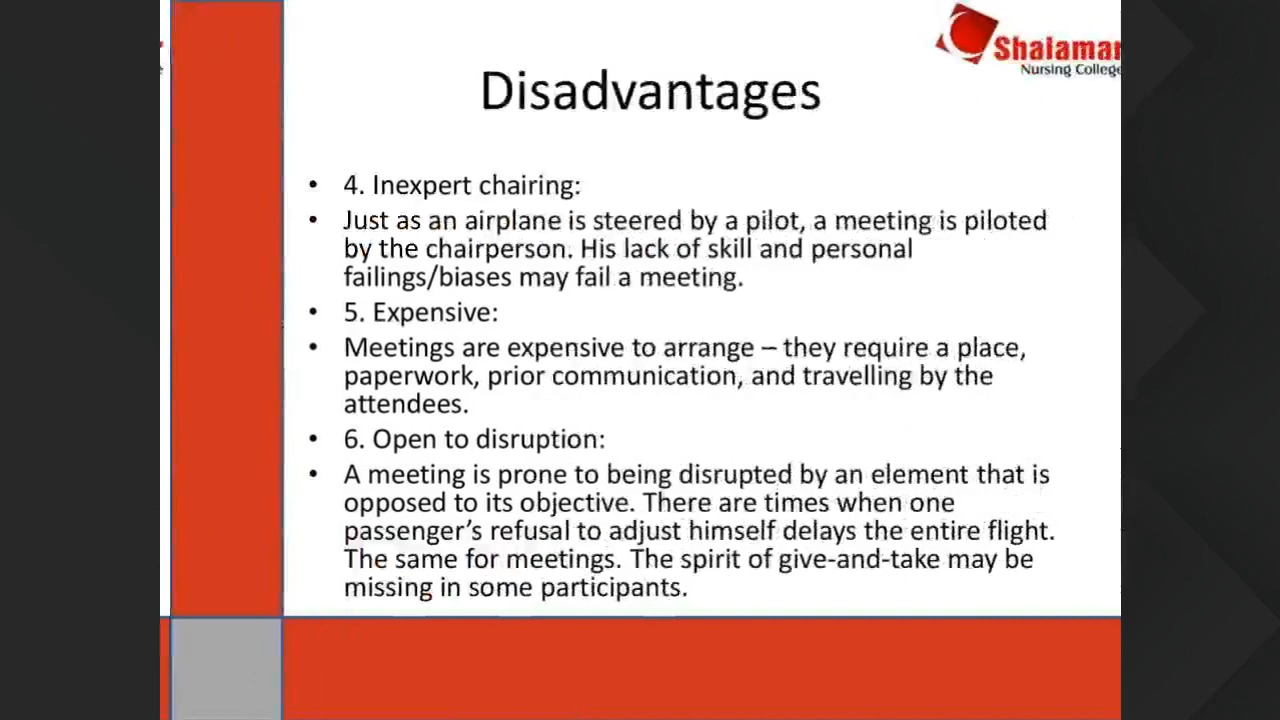 Shalamar
Nursing College
Disadvantages
• 4. Inexpert chairing:
• Just as an airplane is steered by a pilot, a meeting is piloted
by the chairperson. His lack of skill and personal
failings/biases may fail a meeting.
• 5. Expensive:
• Meetings are expensive to arrange – they require a place,
paperwork, prior communication, and travelling by the
attendees.
• 6. Open to disruption:
• A meeting is prone to being disrupted by an element that is
opposed to its objective. There are times when one
passenger’s refusal to adjust himself delays the entire flight.
The same for meetings. The spirit of give-and-take may be
missing in some participants.